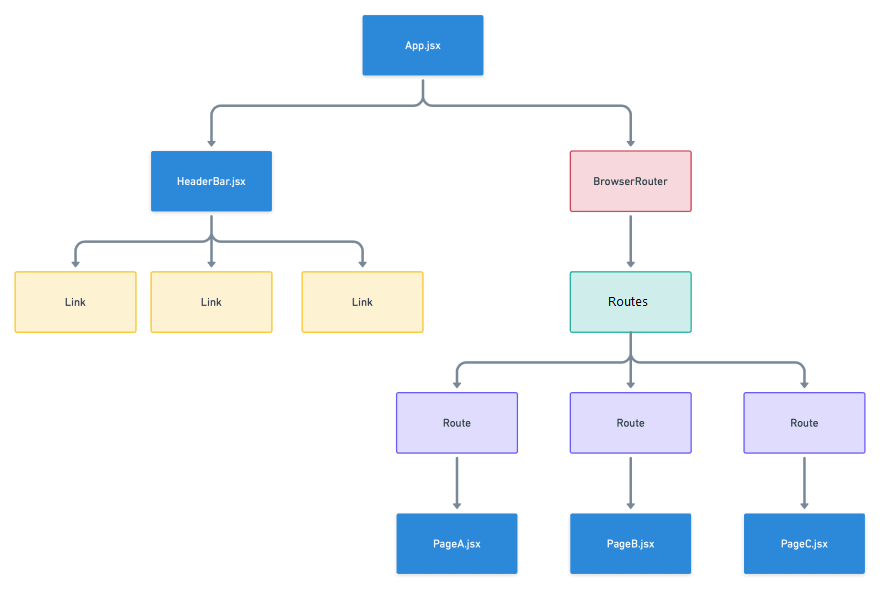 App.jsx
HeaderBar.jsx
BrowserRouter
Link
Link
Link
Routes
Route
Route
Route
PageA.jsx
PageB.jsx
PageC.jsx